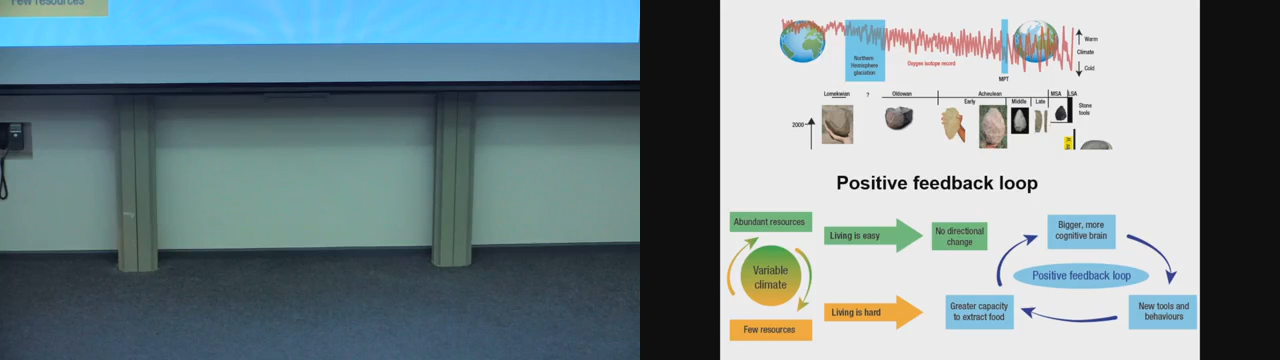 Few resources
Northern
Hemisphere
glaciation
Oxygen isotope record
MPT
Warm
Climate
Cold
Lomekwian
?
Oldowan
Acheulean
MSA
LSA
Early
Middle
Late
Stone
tools
2000
Positive feedback loop
Abundant resources
Living is easy
No directional
change
Variable
climate
Few resources
Living is hard
Bigger, more
cognitive brain
Positive feedback loop
Greater capacity
to extract food
New tools and
behaviours